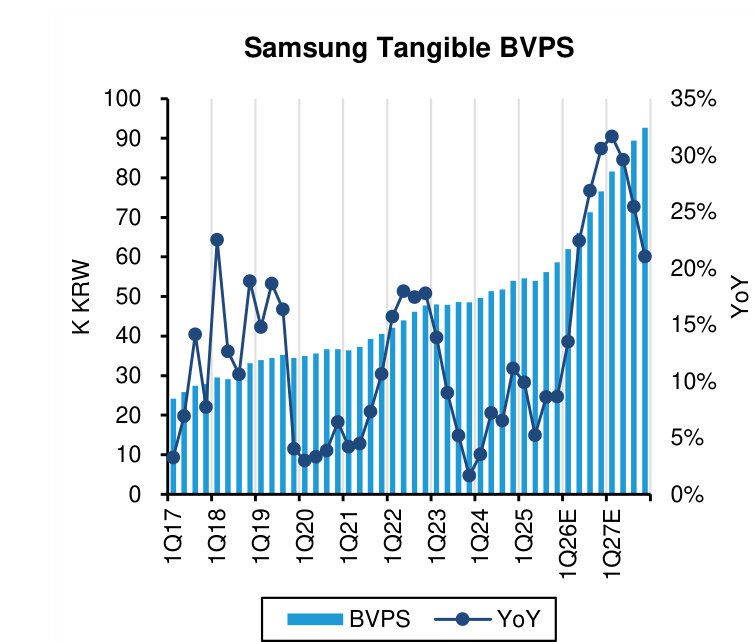 Samsung Tangible BVPS
100
90
80
70
60
50
40
30
20
10
0
K KRW
35%
30%
25%
20%
15%
10%
5%
0%
YoY
1Q17
1Q18
1Q19
1Q20
1Q21
1Q22
1Q23
1Q24
1Q25
1Q26E
1Q27E
BVPS
YoY